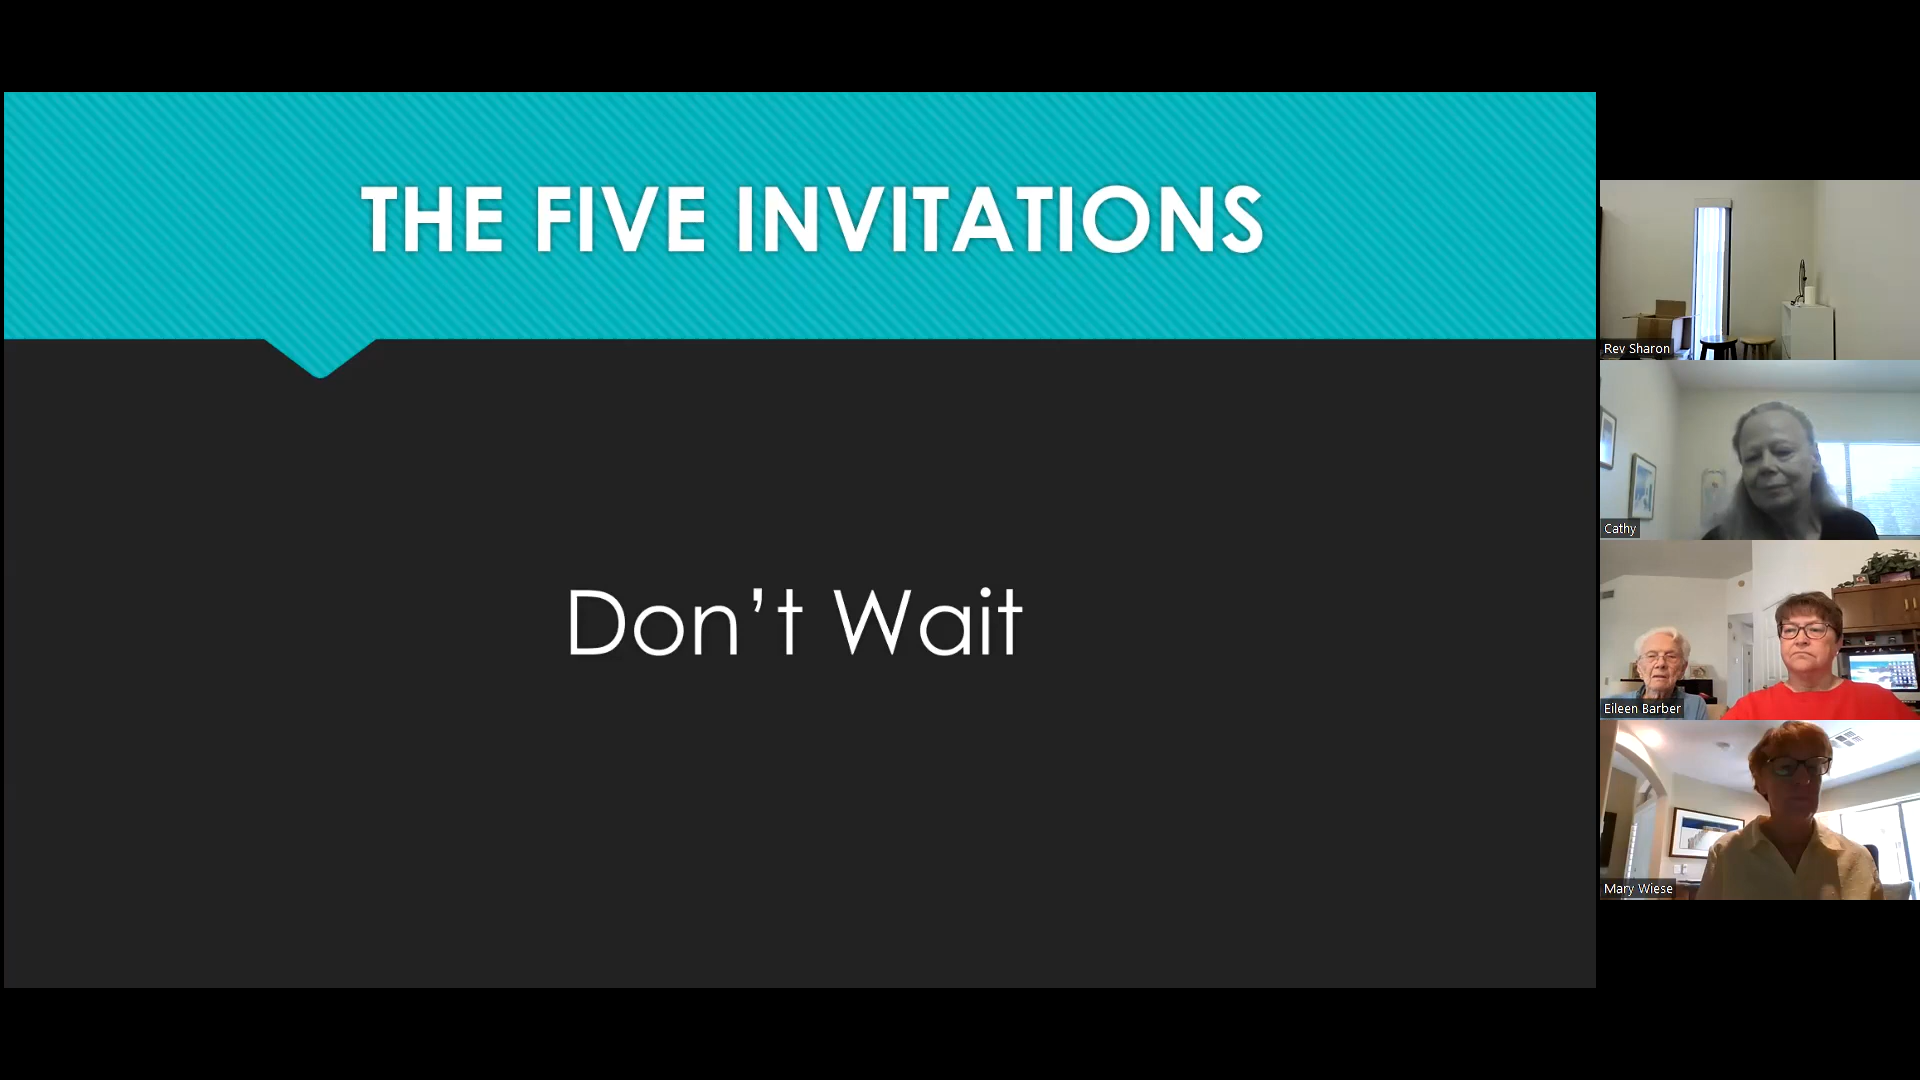 THE FIVE INVITATIONS
Don’t Wait
Rev Sharon
Cathy
Eileen Barber
Mary Wiese